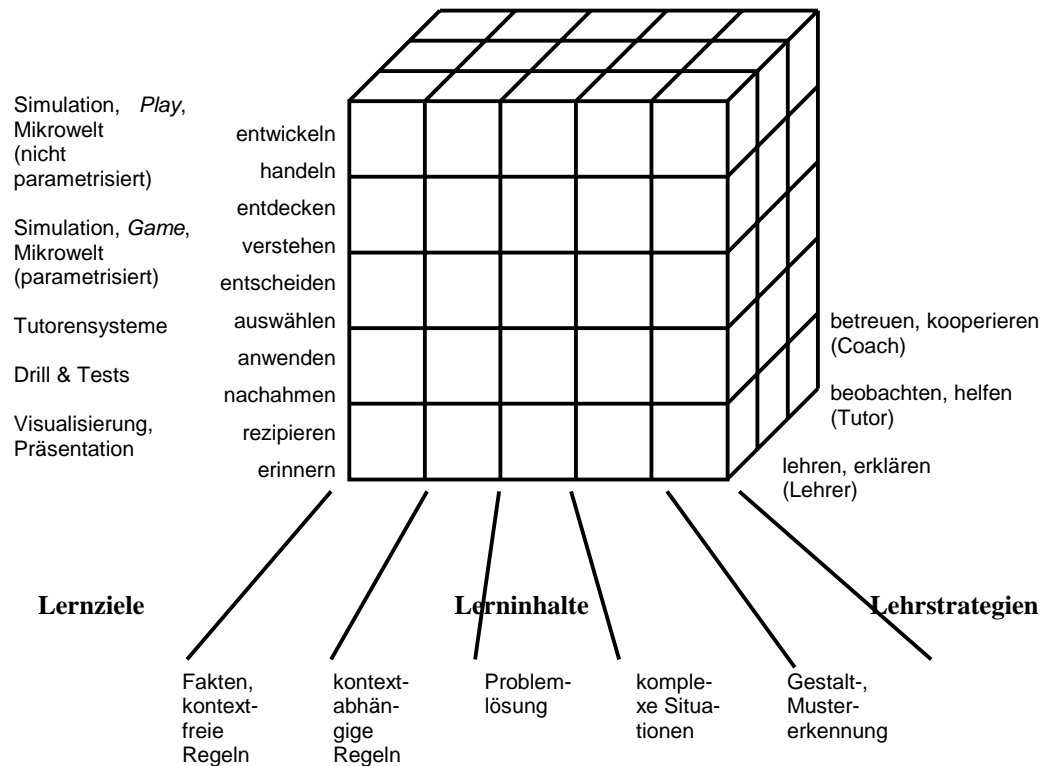 Simulation, Play,
Mikrowelt
(nicht
parametrisiert)
Simulation, Game,
Mikrowelt
(parametrisiert)
Tutorensysteme
Drill & Tests
Visualisierung,
Präsentation
entwickeln
handeln
entdecken
verstehen
entscheiden
auswählen
anwenden
nachahmen
rezipieren
erinnern
betreuen, kooperieren
(Coach)
beobachten, helfen
(Tutor)
lehren, erklären
(Lehrer)
Lernziele
Lerninhalte
Lehrstrategien
Fakten,
kontext-
freie
Regeln
kontext-
abhän-
gige
Regeln
Problem-
lösung
komple-
xe Situa-
tionen
Gestalt-,
Muster-
erkennung